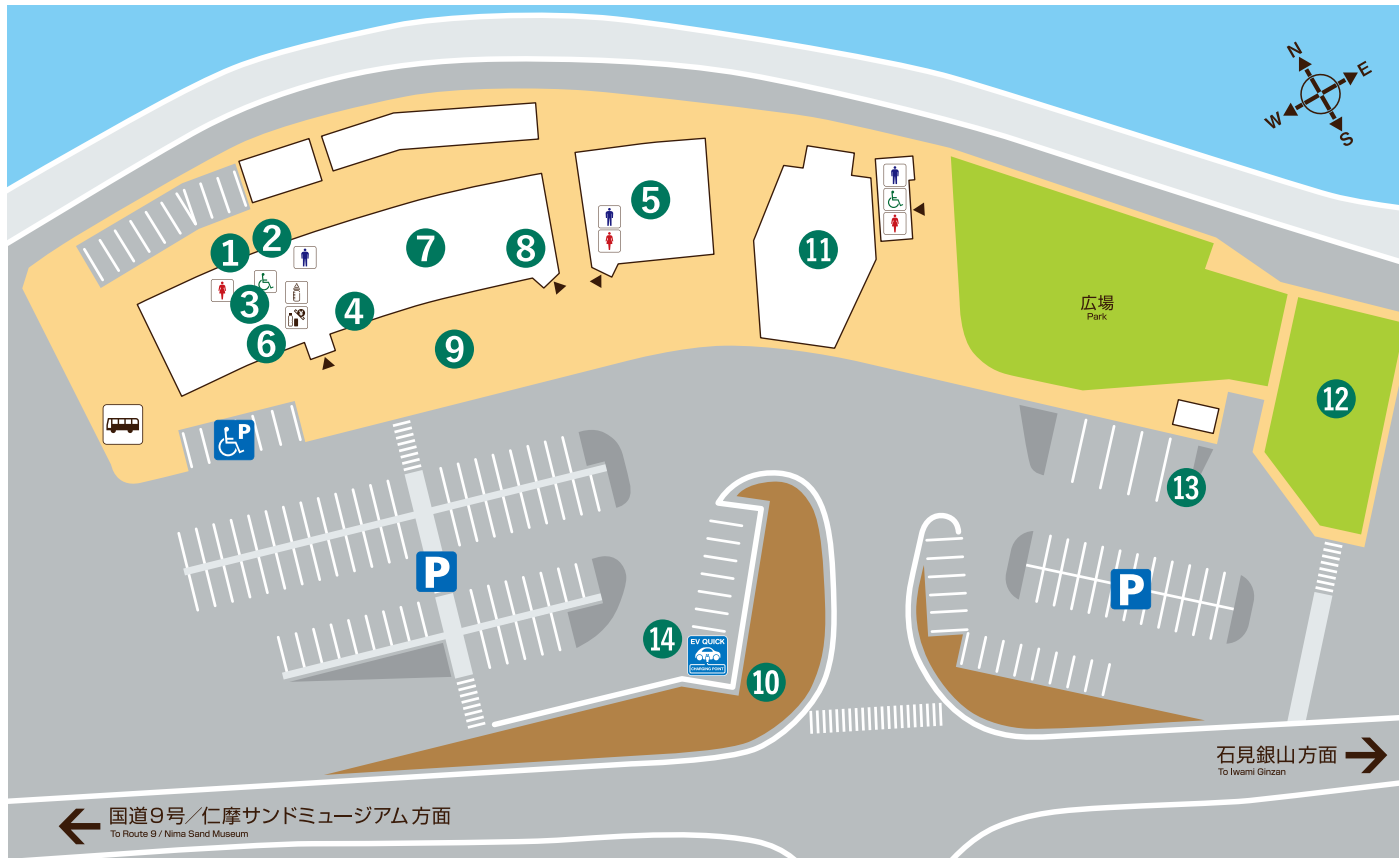 N
E
W
S
1
2
3
4
5
6
7
8
9
11
広場
Park
12
P
13
P
P
14
EV QUICK
CHARGING POINT
10
石見銀山方面
To Iwami Ginzan
国道9号／仁摩サンドミュージアム方面
To Route 9 / Nima Sand Museum